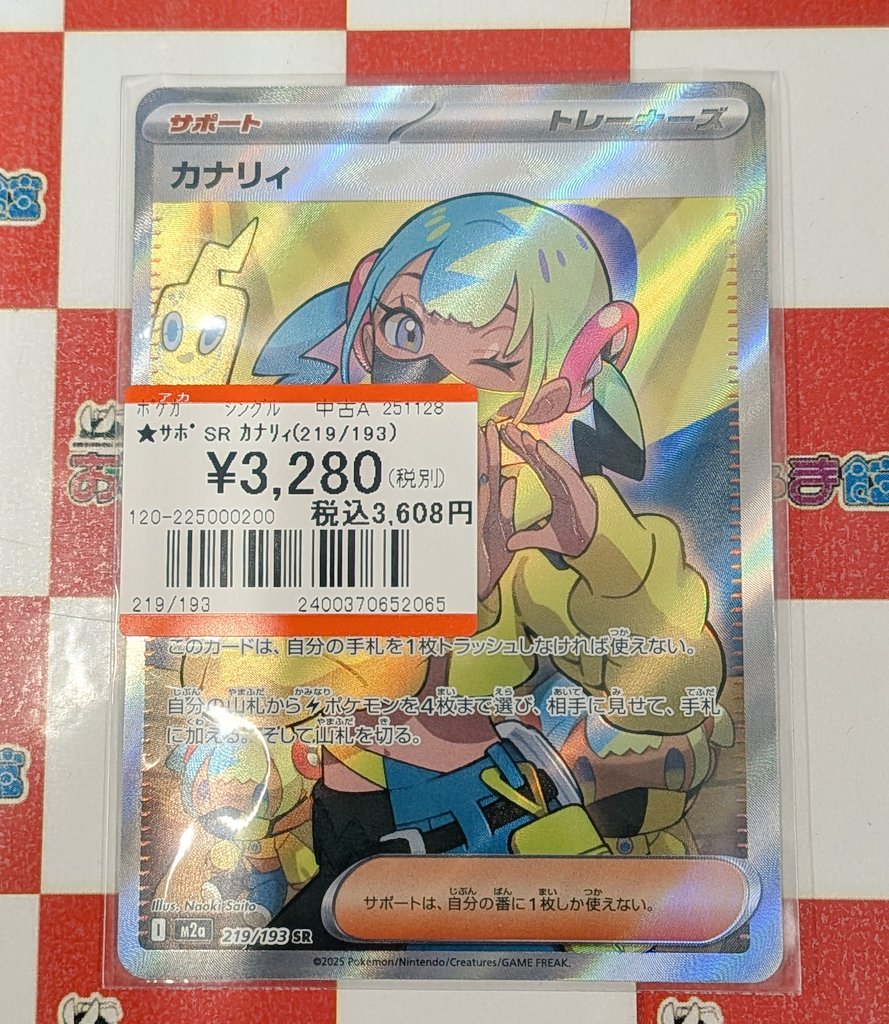 サポート
トレーナーズ
カナリィ
アカ
ポケカ シングル 中古A 251128
★ｻﾎﾟ SR ｶﾅﾘｨ(219/193)
¥3,280(税別)
120-225000200 税込3,608円
219/193 2400370652065
このカードは、自分の手札を1枚トラッシュしなければ使えない。
自分の山札からポケモンを4枚まで選び、相手に見せて、手札
に加える。そして山札を切る。
サポートは、自分の番に1枚しか使えない。
Illus. Naoki Saito
I M2a 219/193 SR
©2025 Pokémon/Nintendo/Creatures/GAME FREAK.